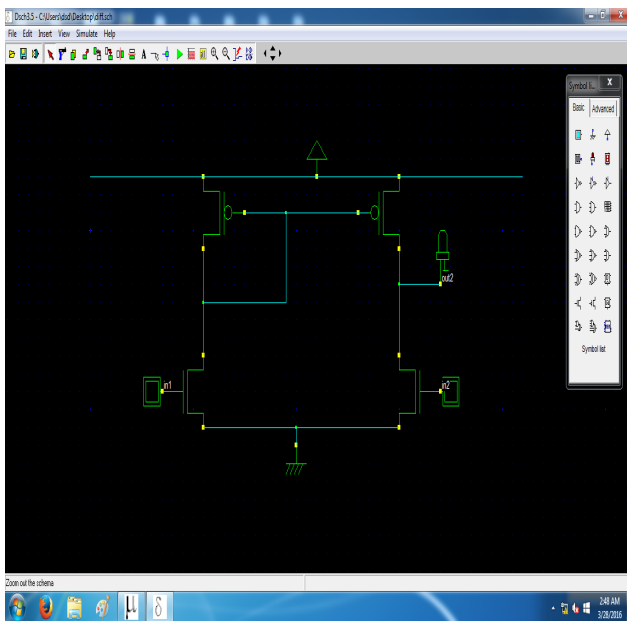 Dsch3.5 - C:\Users\dsd\Desktop\diff.sch
File Edit Insert View Simulate Help
Symbol li...
Basic Advanced
out2
in1
in2
Symbol list
Zoom out the schema
2:48 AM
3/28/2016